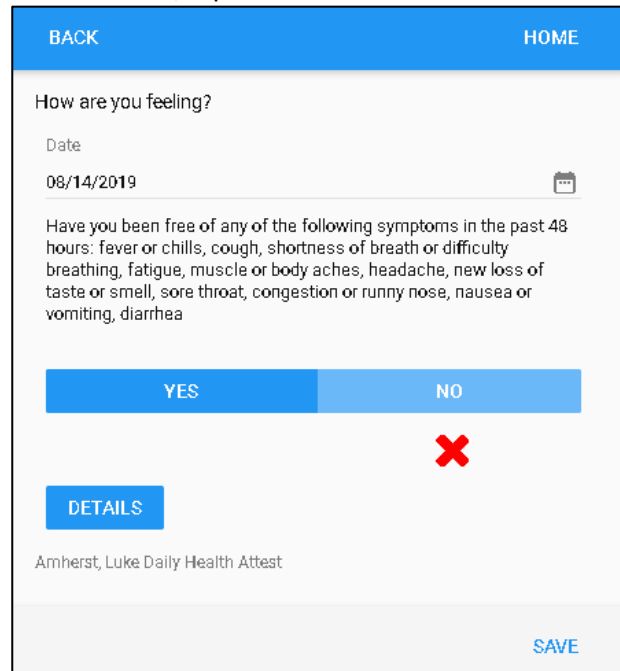 BACK HOME
How are you feeling?
Date
08/14/2019
Have you been free of any of the following symptoms in the past 48
hours: fever or chills, cough, shortness of breath or difficulty
breathing, fatigue, muscle or body aches, headache, new loss of
taste or smell, sore throat, congestion or runny nose, nausea or
vomiting, diarrhea
YES NO
DETAILS
Amherst, Luke Daily Health Attest
SAVE